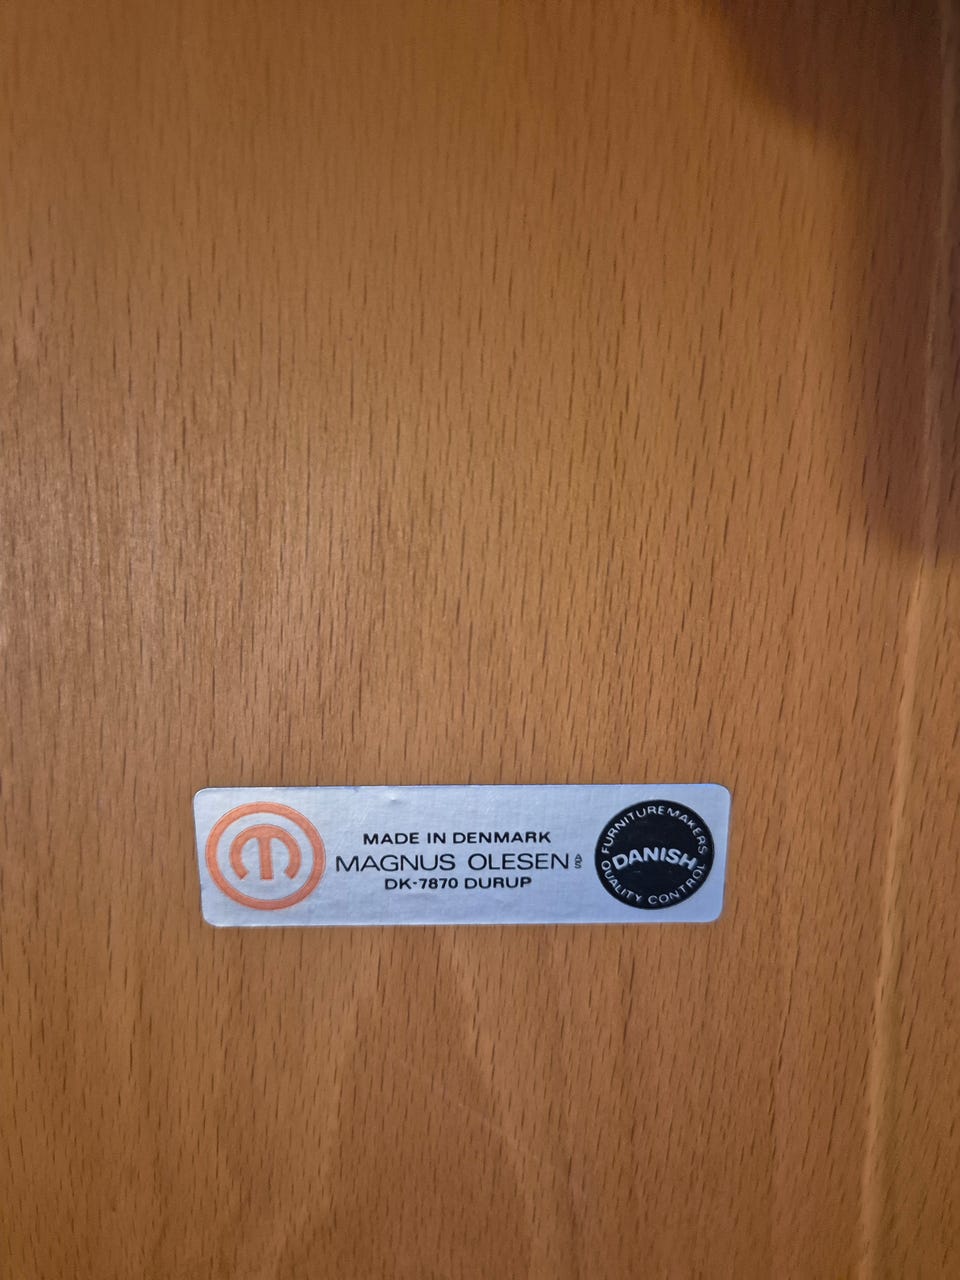 MADE IN DENMARK
MAGNUS OLESEN A/S
DK-7870 DURUP
FURNITUREMAKERS
DANISH
QUALITY CONTROL